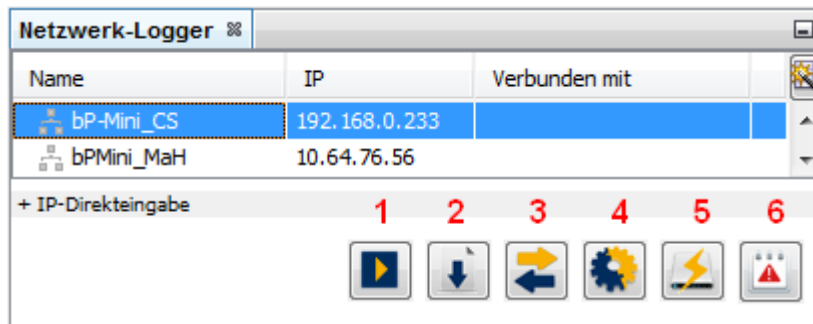 Netzwerk-Logger
Name IP Verbunden mit
bP-Mini_CS 192.168.0.233
bPMini_MaH 10.64.76.56
+ IP-Direkteingabe
1 2 3 4 5 6